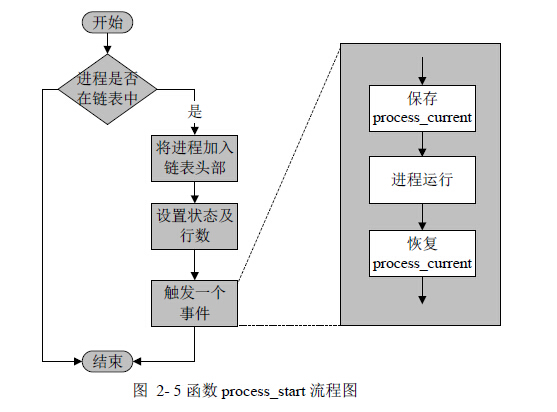 开始
进程是否
在链表中
是
将进程加入
链表头部
设置状态及
行数
触发一个
事件
结束
保存
process_current
进程运行
恢复
process_current
图 2- 5 函数 process_start 流程图